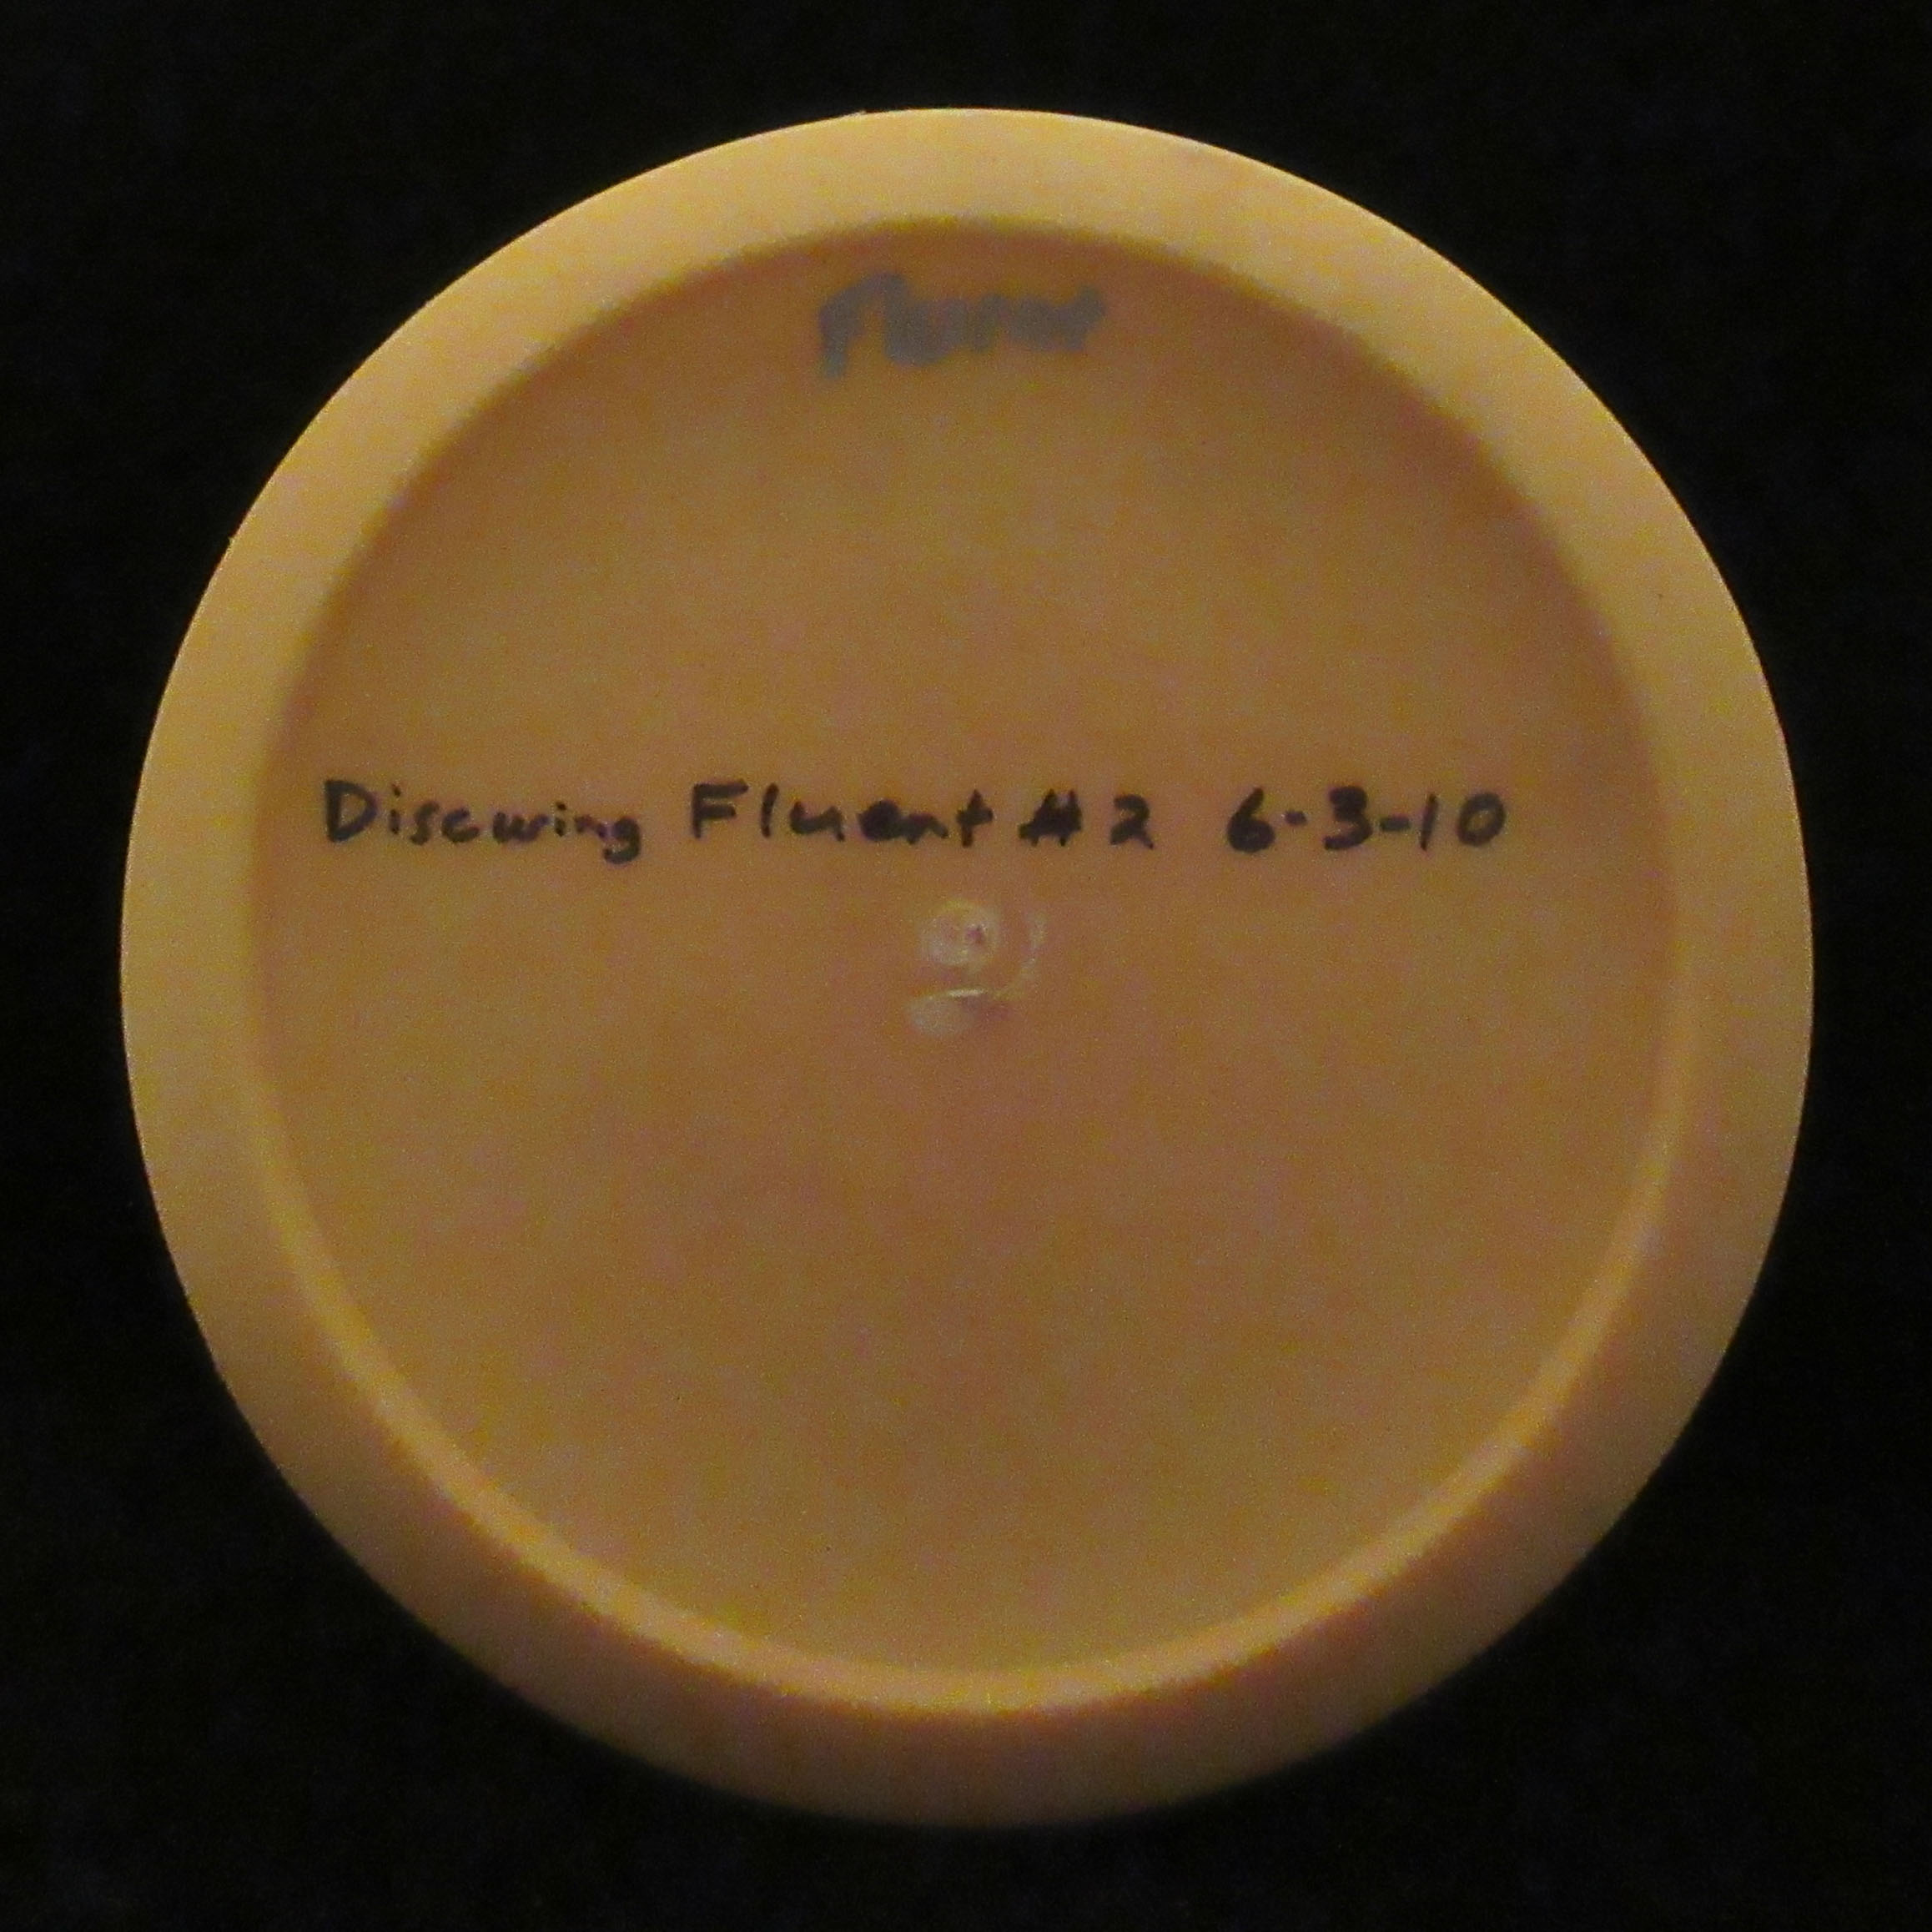 Fluent
Discwing Fluent #2 6-3-10